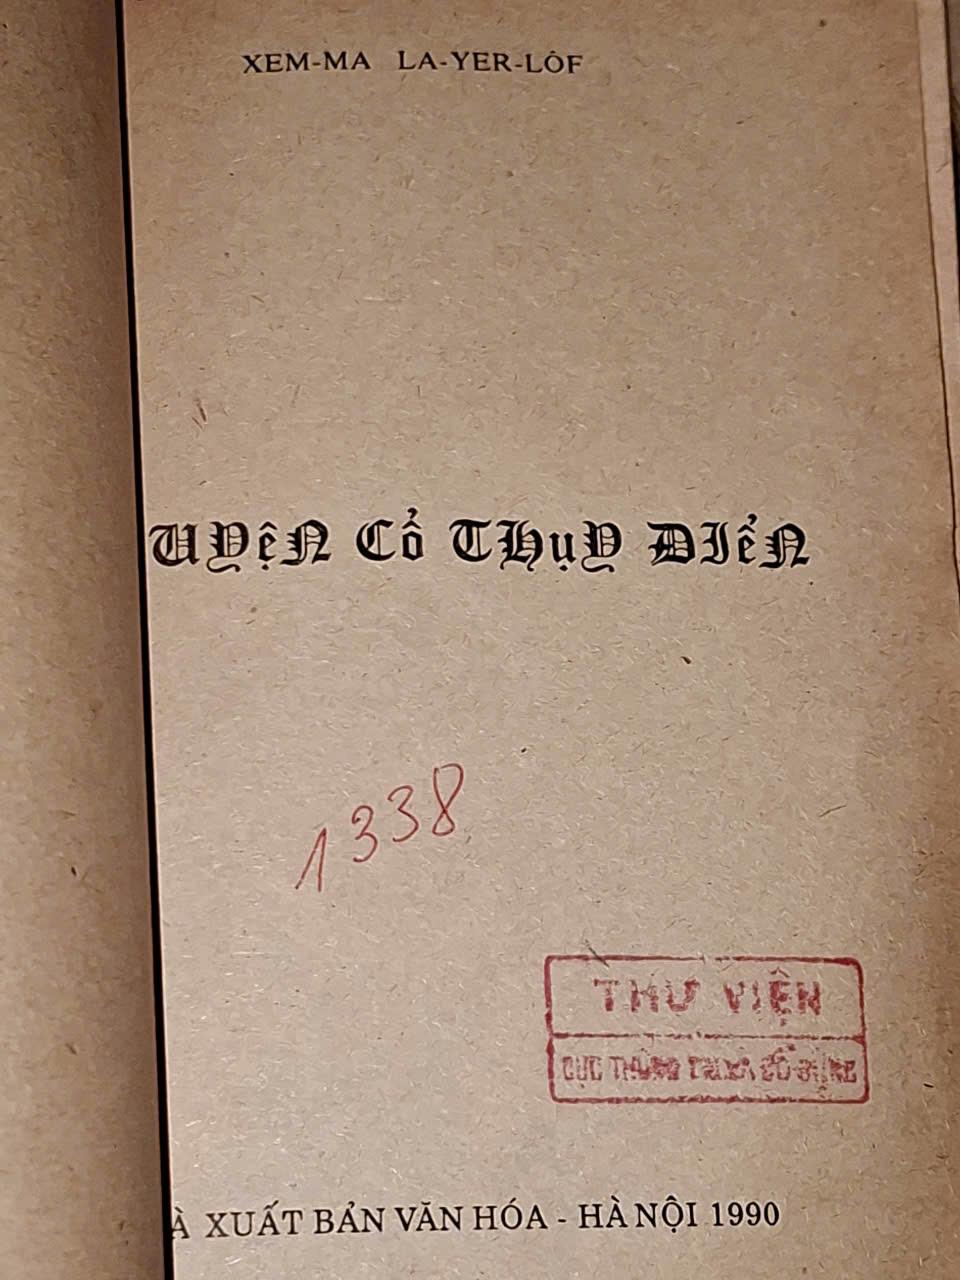 XEM-MA LA-YER-LÔF
UYỆN CỔ THỤY DIỂN
1338
THƯ VIỆN
CỤC
À XUẤT BẢN VĂN HÓA - HÀ NỘI 1990